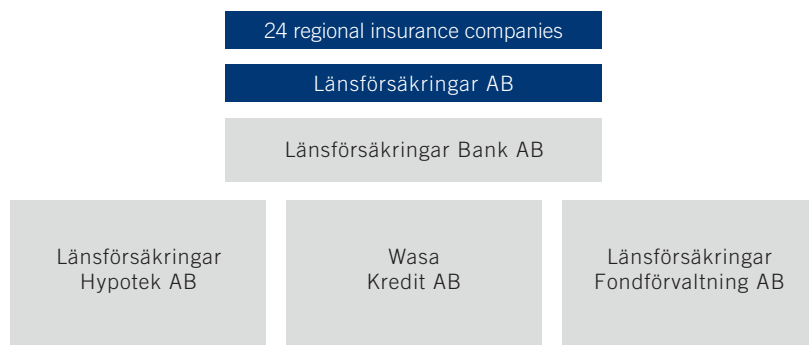 24 regional insurance companies
Länsförsäkringar AB
Länsförsäkringar Bank AB
Länsförsäkringar
Hypotek AB
Wasa
Kredit AB
Länsförsäkringar
Fondförvaltning AB